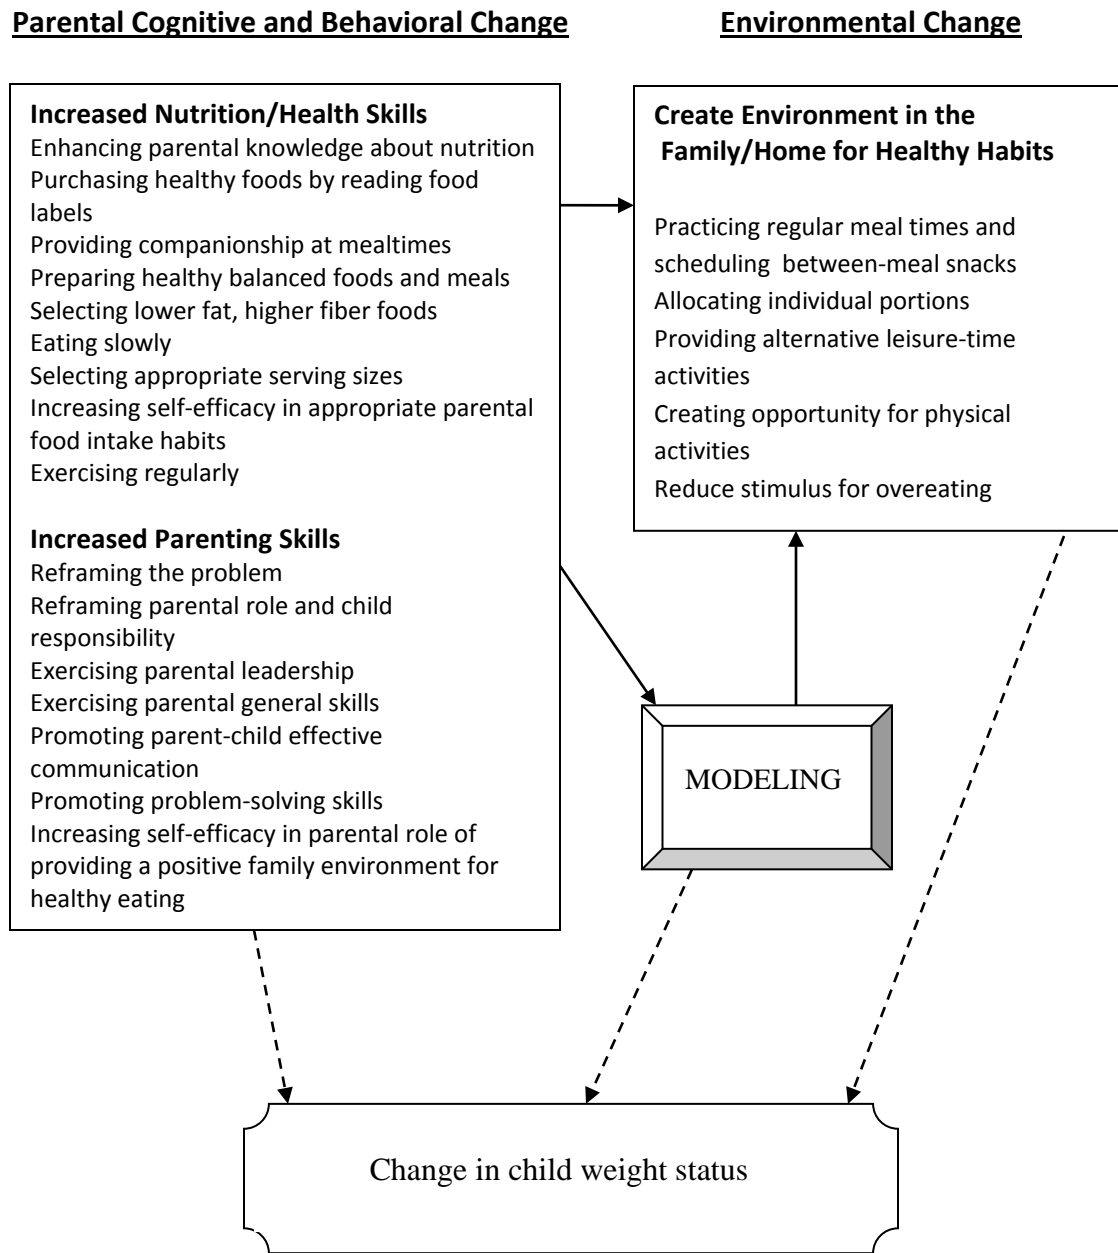 Parental Cognitive and Behavioral Change
Environmental Change
Increased Nutrition/Health Skills
Enhancing parental knowledge about nutrition
Purchasing healthy foods by reading food
labels
Providing companionship at mealtimes
Preparing healthy balanced foods and meals
Selecting lower fat, higher fiber foods
Eating slowly
Selecting appropriate serving sizes
Increasing self-efficacy in appropriate parental
food intake habits
Exercising regularly
Increased Parenting Skills
Reframing the problem
Reframing parental role and child
responsibility
Exercising parental leadership
Exercising parental general skills
Promoting parent-child effective
communication
Promoting problem-solving skills
Increasing self-efficacy in parental role of
providing a positive family environment for
healthy eating
Create Environment in the
Family/Home for Healthy Habits
Practicing regular meal times and
scheduling between-meal snacks
Allocating individual portions
Providing alternative leisure-time
activities
Creating opportunity for physical
activities
Reduce stimulus for overeating
MODELING
Change in child weight status